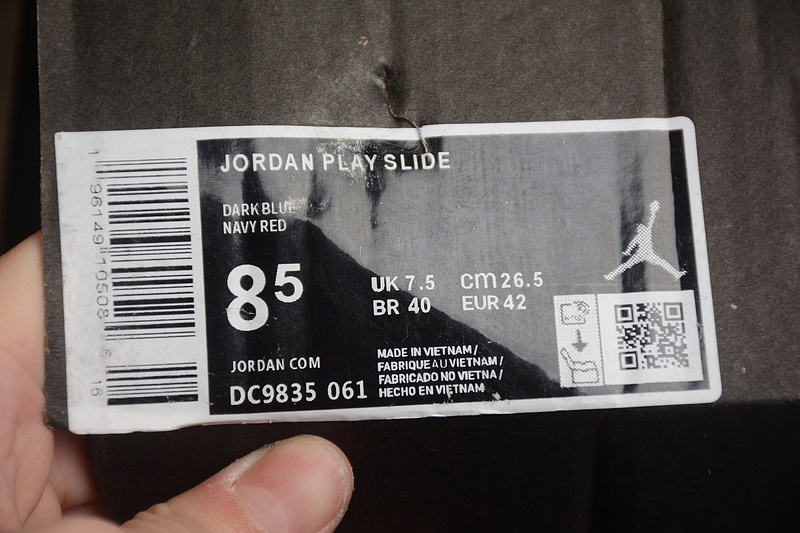 JORDAN PLAY SLIDE
DARK BLUE
NAVY RED
8⁵
UK 7.5 cm 26.5
BR 40 EUR 42
JORDAN COM
DC9835 061
MADE IN VIETNAM /
FABRIQUE AU VIETNAM /
FABRICADO NO VIETNA /
HECHO EN VIETNAM